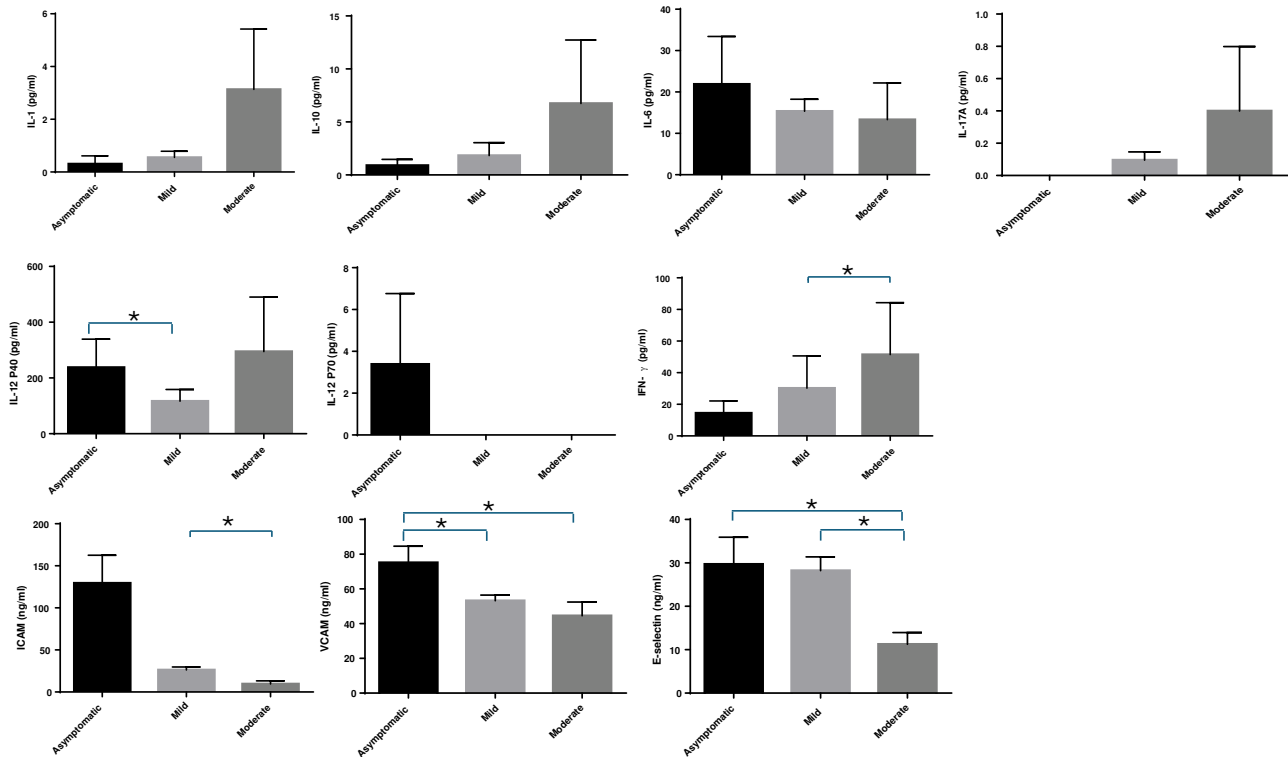 IL-1 (pg/ml)
6
4
2
0
Asymptomatic
Mild
Moderate
IL-10 (pg/ml)
15
10
5
0
Asymptomatic
Mild
Moderate
IL-6 (pg/ml)
40
30
20
10
0
Asymptomatic
Mild
Moderate
IL-17A (pg/ml)
1.0
0.8
0.6
0.4
0.2
0.0
Asymptomatic
Mild
Moderate
IL-12 P40 (pg/ml)
600
400
200
0
*
Asymptomatic
Mild
Moderate
IL-12 P70 (pg/ml)
8
6
4
2
0
Asymptomatic
Mild
Moderate
IFN- γ (pg/ml)
100
80
60
40
20
0
*
Asymptomatic
Mild
Moderate
ICAM (ng/ml)
200
150
100
50
0
*
Asymptomatic
Mild
Moderate
VCAM (ng/ml)
100
80
60
40
20
0
*
*
Asymptomatic
Mild
Moderate
E-selectin (ng/ml)
40
30
20
10
0
*
*
Asymptomatic
Mild
Moderate